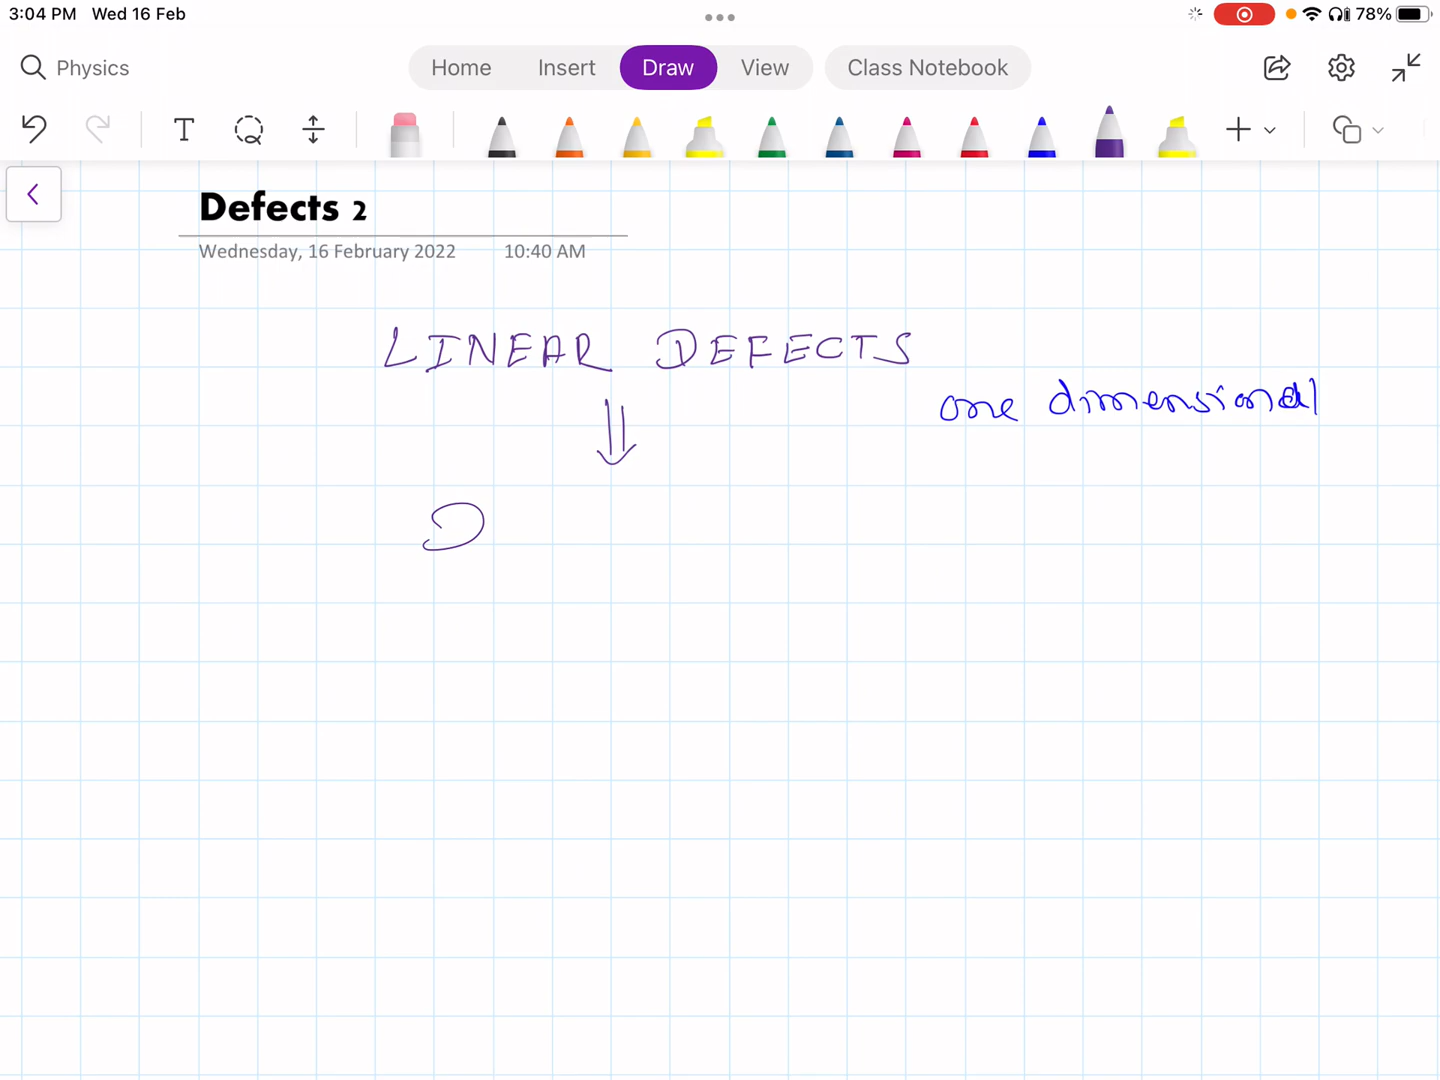 3:04 PM Wed 16 Feb
78%
Physics
Home Insert Draw View Class Notebook
T
Defects 2
Wednesday, 16 February 2022 10:40 AM
LINEAR DEFECTS
one dimensional
D